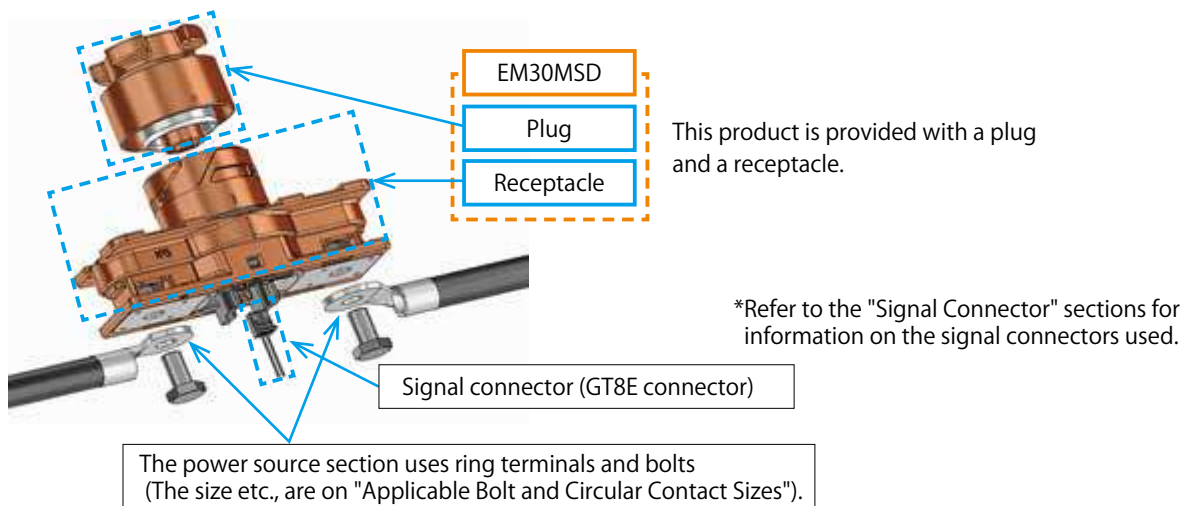 EM30MSD
Plug
Receptacle
This product is provided with a plug
and a receptacle.
*Refer to the "Signal Connector" sections for
information on the signal connectors used.
Signal connector (GT8E connector)
The power source section uses ring terminals and bolts
(The size etc., are on "Applicable Bolt and Circular Contact Sizes").